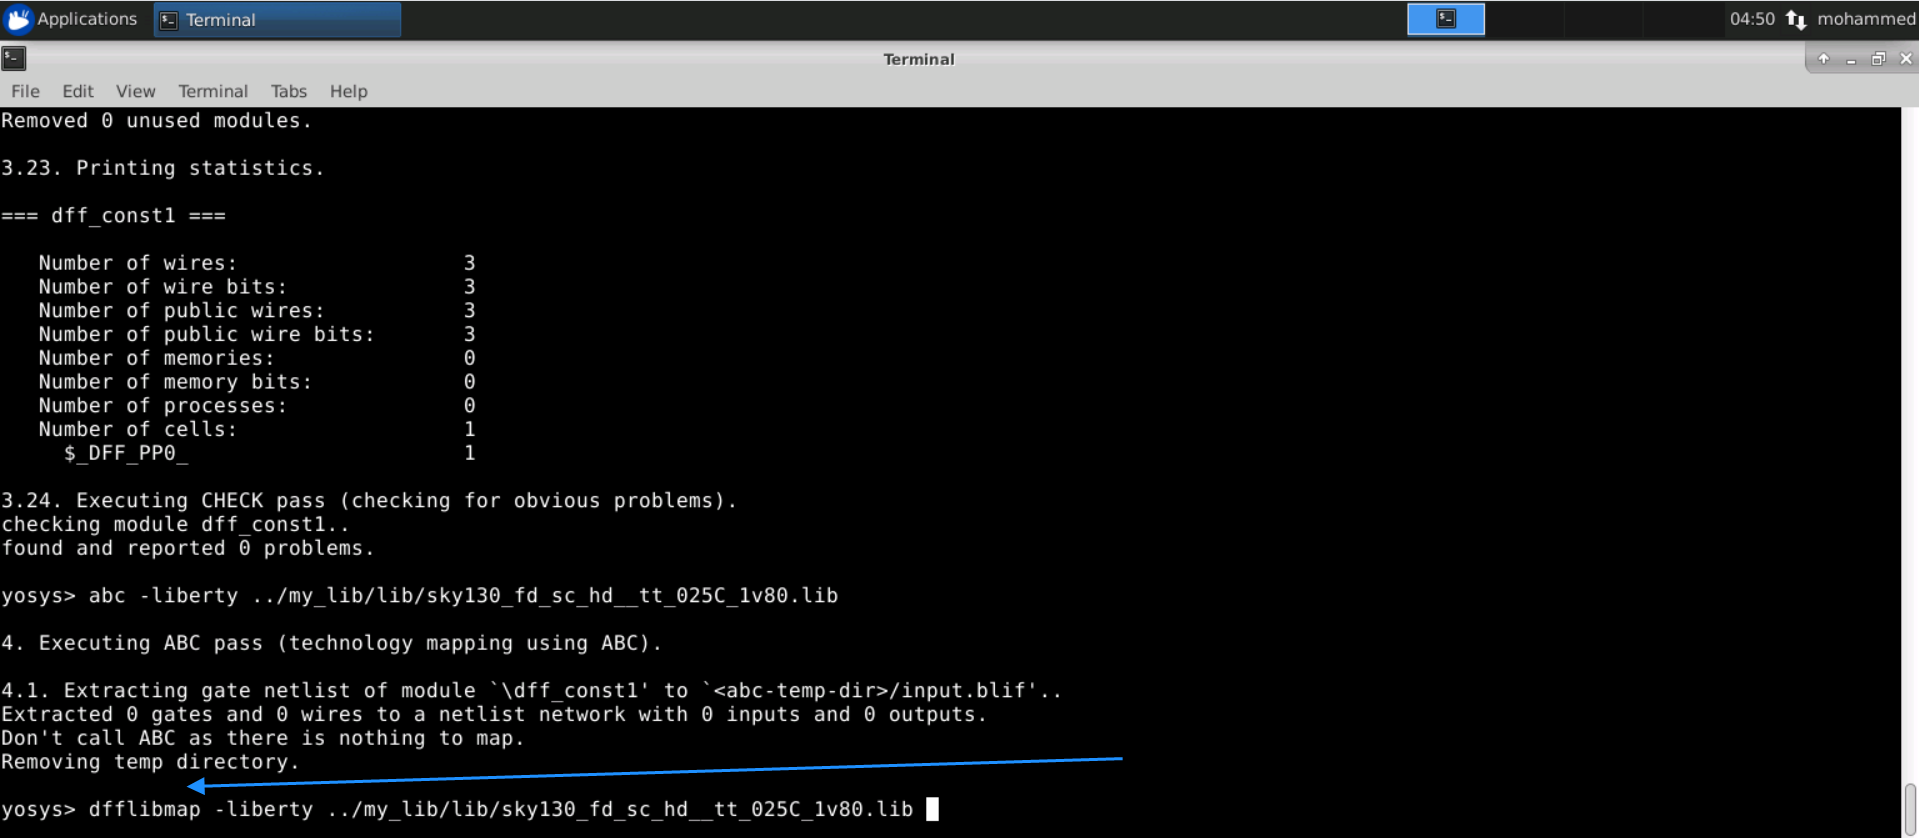 Applications Terminal 04:50 mohammed
Terminal
File Edit View Terminal Tabs Help
Removed 0 unused modules.
3.23. Printing statistics.
=== dff_const1 ===
Number of wires: 3
Number of wire bits: 3
Number of public wires: 3
Number of public wire bits: 3
Number of memories: 0
Number of memory bits: 0
Number of processes: 0
Number of cells: 1
$_DFF_PP0_ 1
3.24. Executing CHECK pass (checking for obvious problems).
checking module dff_const1..
found and reported 0 problems.
yosys> abc -liberty ../my_lib/lib/sky130_fd_sc_hd__tt_025C_1v80.lib
4. Executing ABC pass (technology mapping using ABC).
4.1. Extracting gate netlist of module `\dff_const1' to `<abc-temp-dir>/input.blif'..
Extracted 0 gates and 0 wires to a netlist network with 0 inputs and 0 outputs.
Don't call ABC as there is nothing to map.
Removing temp directory.
yosys> dfflibmap -liberty ../my_lib/lib/sky130_fd_sc_hd__tt_025C_1v80.lib